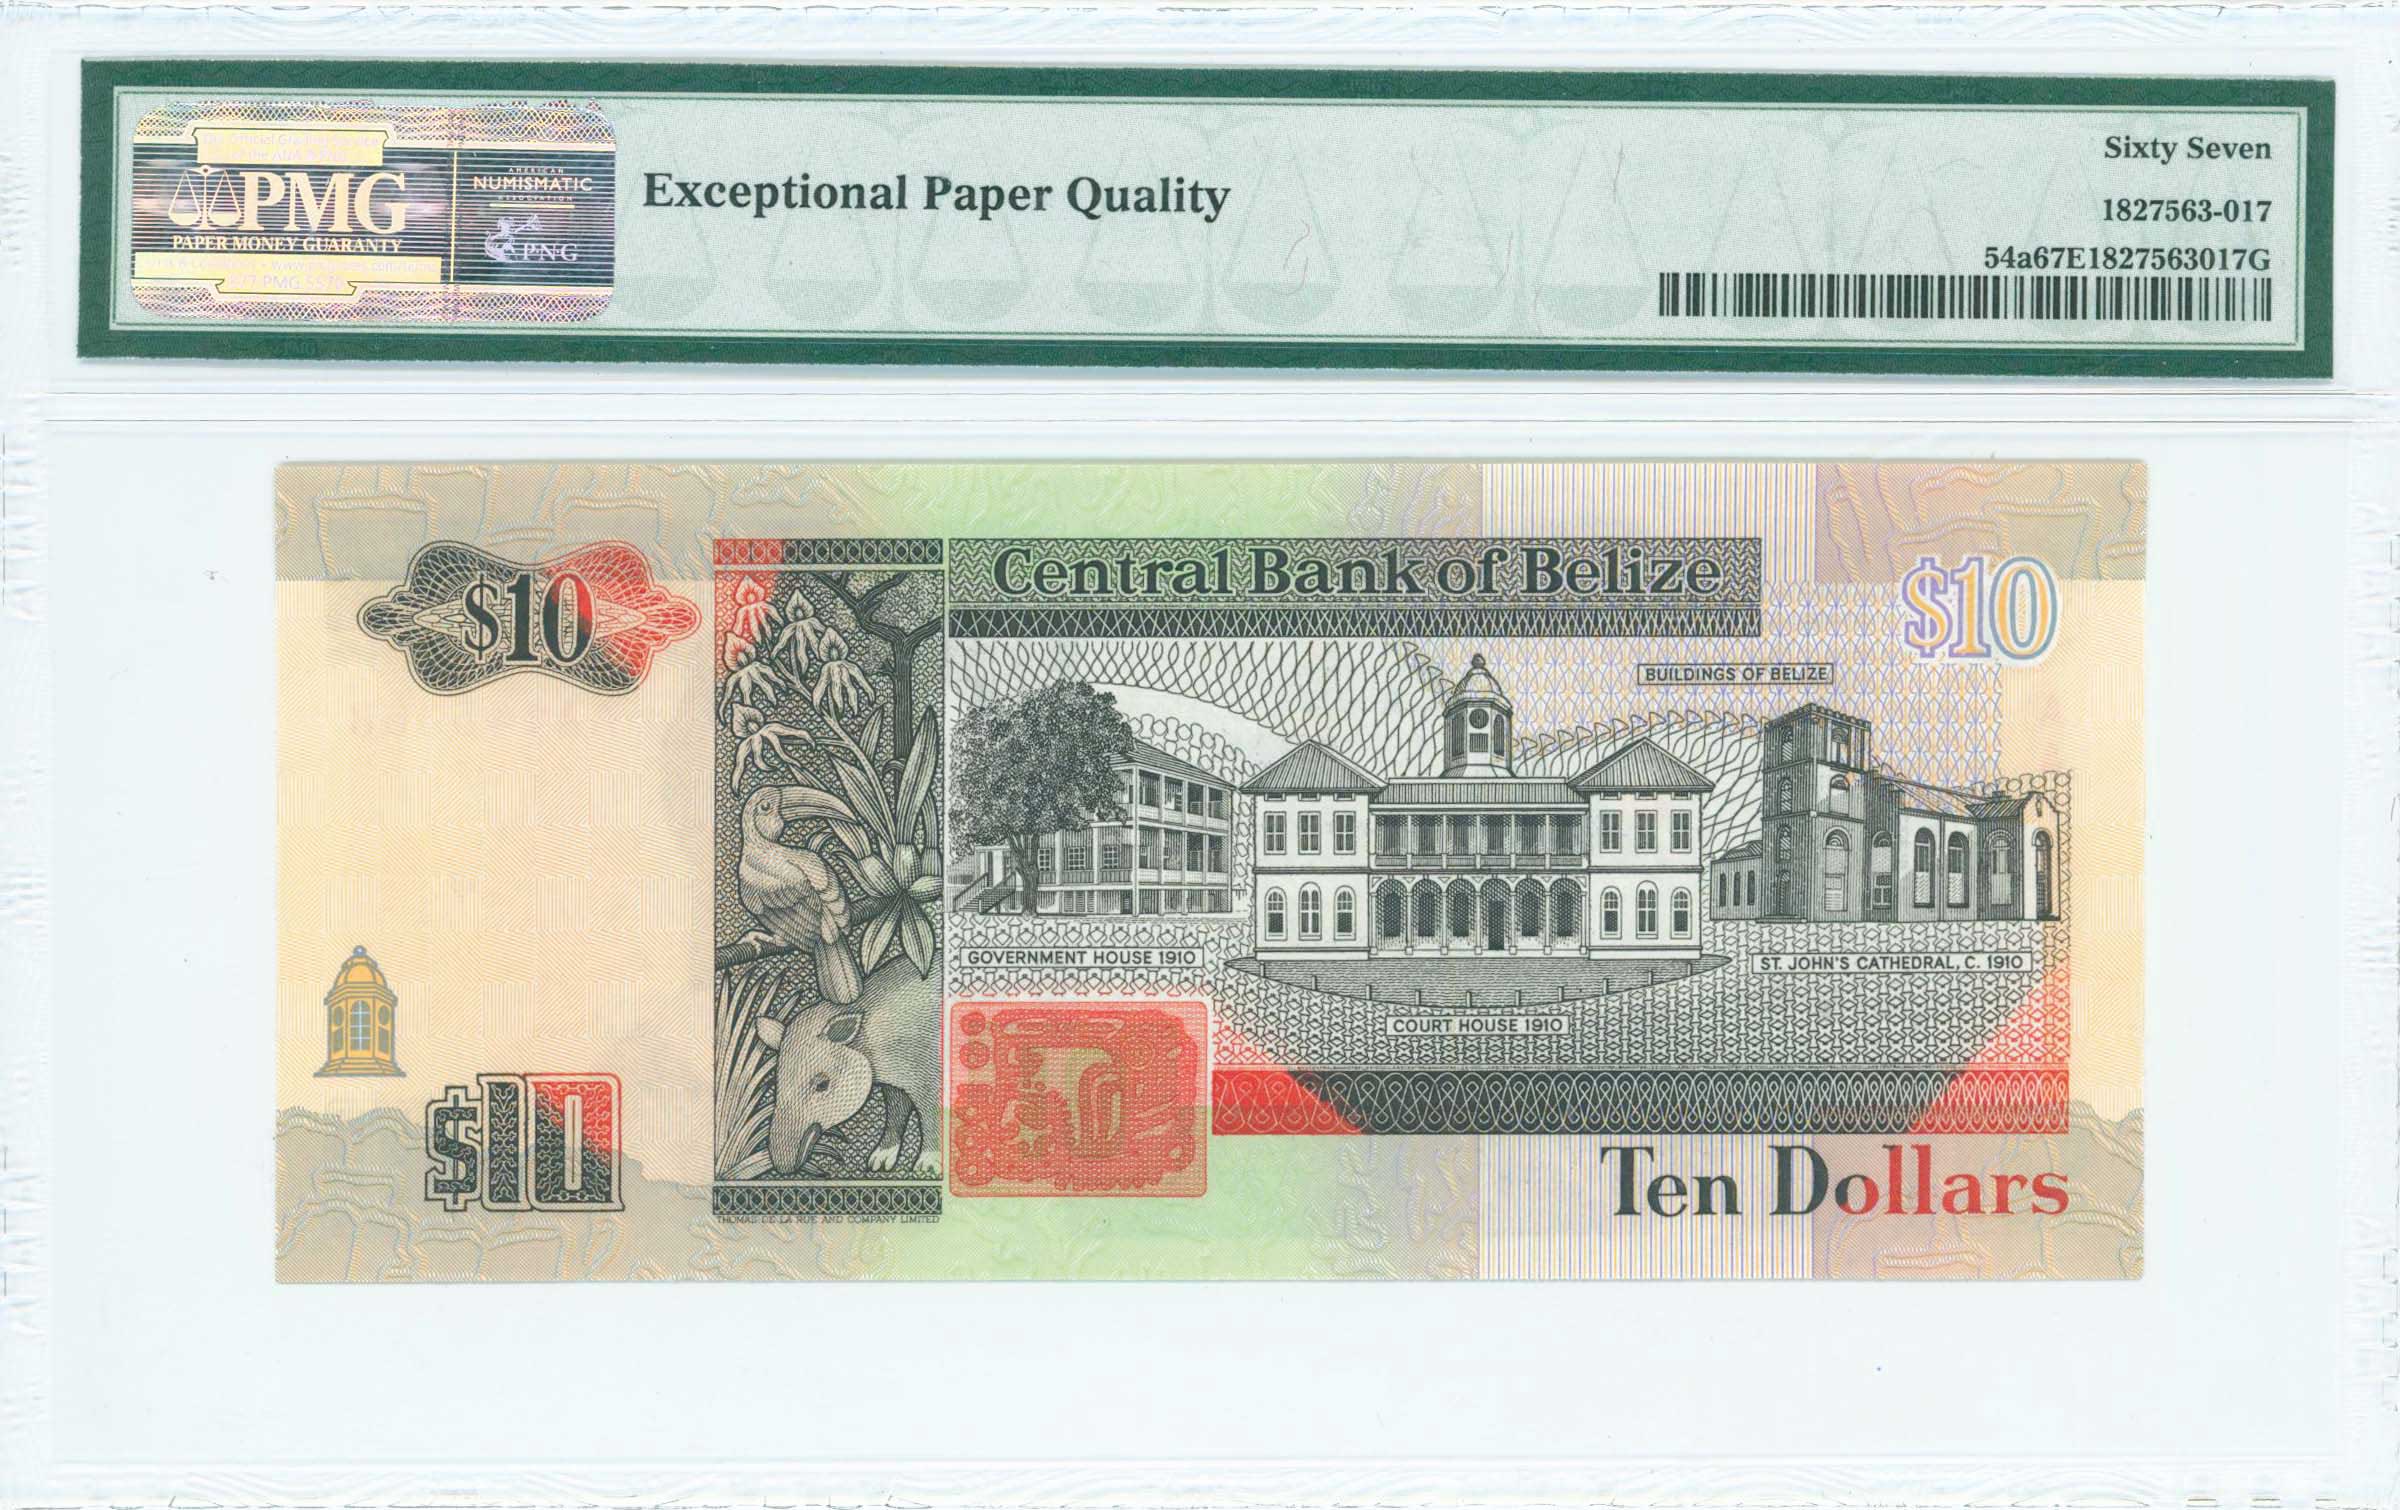 PMG
PAPER MONEY GUARANTY
AMERICAN
NUMISMATIC
ASSOCIATION
PNG
Exceptional Paper Quality
Sixty Seven
1827563-017
54a67E1827563017G
$10
Central Bank of Belize
$10
BUILDINGS OF BELIZE
GOVERNMENT HOUSE 1910
ST. JOHN'S CATHEDRAL, C. 1910
COURT HOUSE 1910
$10
Ten Dollars
THOMAS DE LA RUE AND COMPANY LIMITED